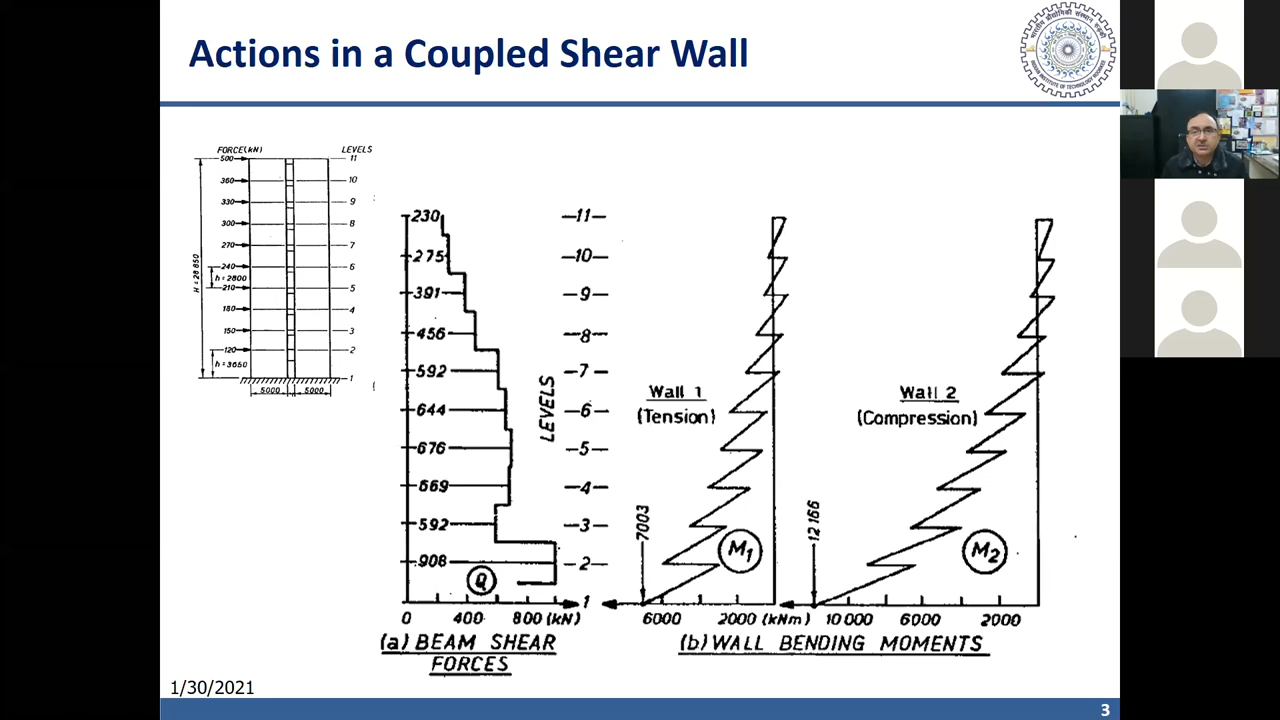 Actions in a Coupled Shear Wall
FORCE(kN)
LEVELS
500
11
360
10
330
9
300
8
270
7
240
6
h = 2800
210
5
180
4
150
3
120
2
h = 3650
1
H = 28 850
5000
5000
230
275
391
456
592
644
676
669
592
908
Q
0
400
800 (kN)
(a) BEAM SHEAR
FORCES
LEVELS
11
10
9
8
7
6
5
4
3
2
1
Wall 1
(Tension)
7003
M1
6000
2000 (kNm)
Wall 2
(Compression)
12 166
M2
10 000
6000
2000
(b) WALL BENDING MOMENTS
1/30/2021
3